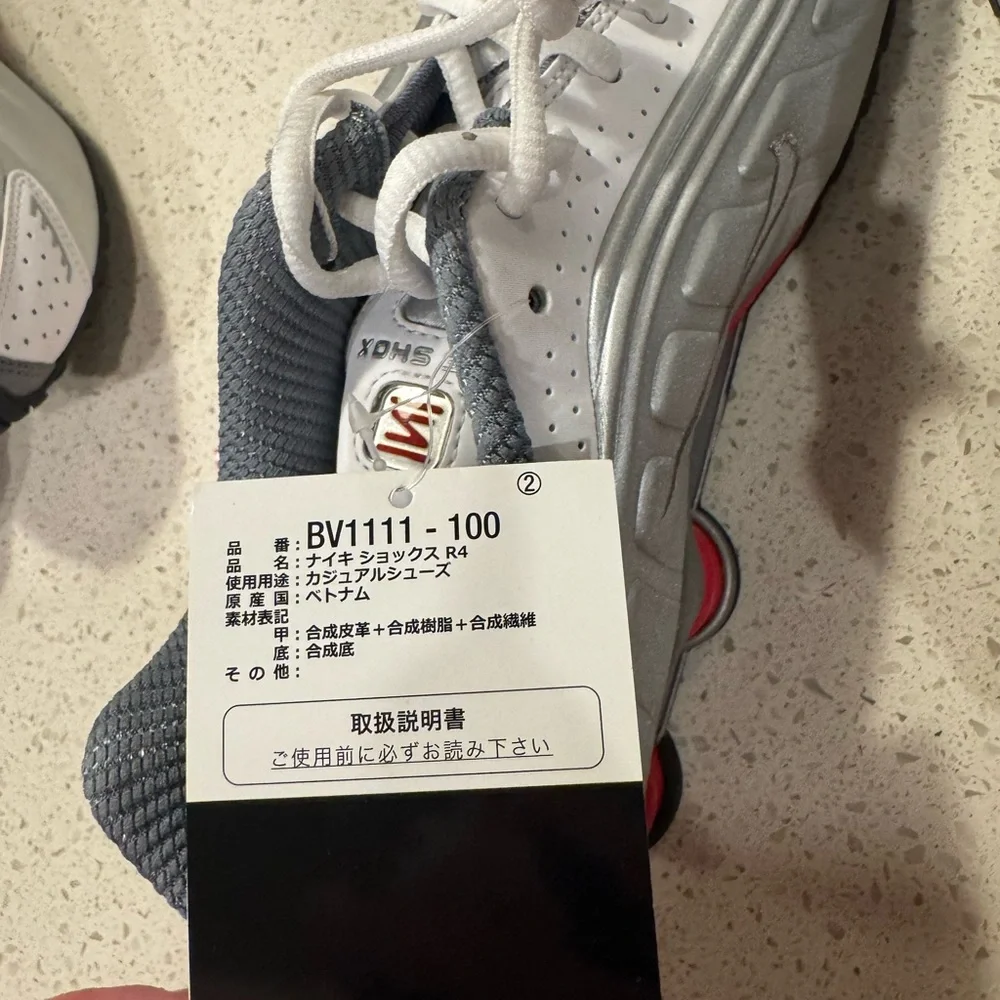 SHOX
②
品番：BV1111 - 100
品名：ナイキ ショックス R4
使用用途：カジュアルシューズ
原産国：ベトナム
素材表記
甲：合成皮革＋合成樹脂＋合成繊維
底：合成底
その他：
取扱説明書
ご使用前に必ずお読み下さい